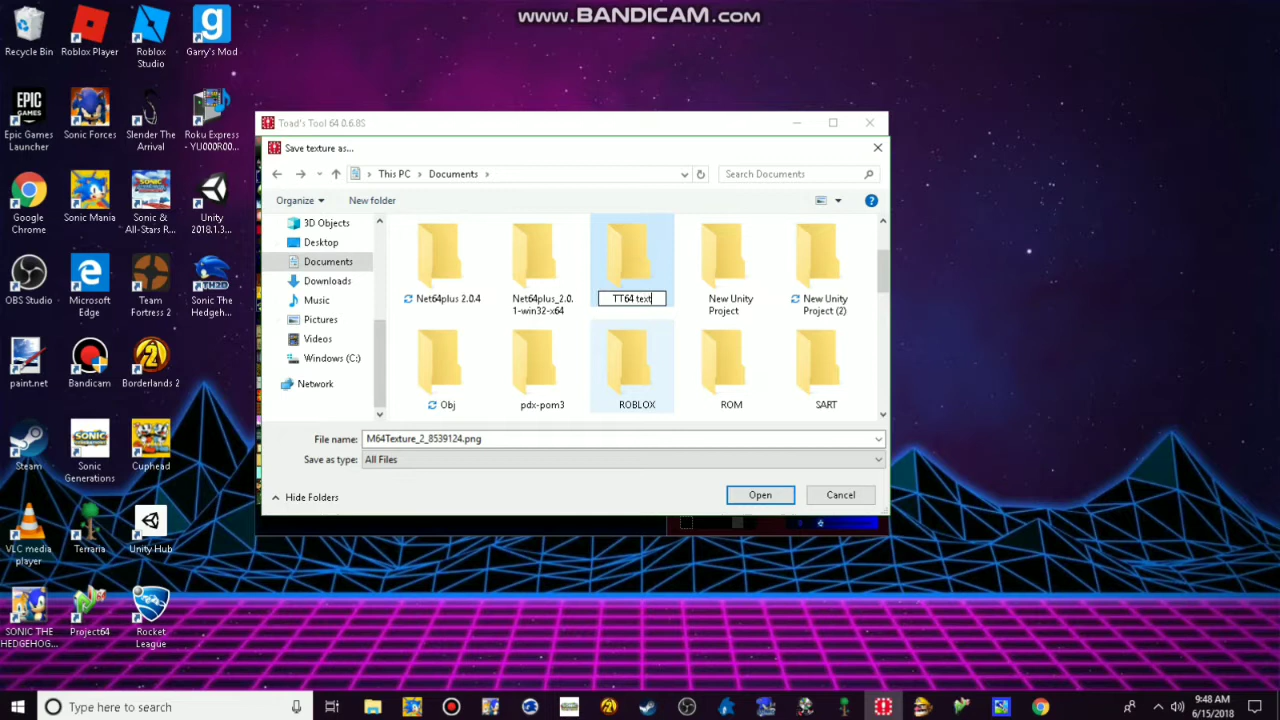 www.BANDICAM.com
Recycle Bin
Roblox Player
Roblox
Studio
Garry's Mod
Epic Games
Launcher
Sonic Forces
Slender The
Arrival
Roku Express
- YU000R00...
Google
Chrome
Sonic Mania
Sonic &
All-Stars R...
Unity
2018.1.3...
OBS Studio
Microsoft
Edge
Team
Fortress 2
Sonic The
Hedgeh...
paint.net
Bandicam
Borderlands 2
Steam
Sonic
Generations
Cuphead
VLC media
player
Terraria
Unity Hub
SONIC THE
HEDGEHOG...
Project64
Rocket
League
Toad's Tool 64 0.6.8S
Save texture as...
This PC
Documents
Search Documents
Organize
New folder
3D Objects
Desktop
Documents
Downloads
Music
Pictures
Videos
Windows (C:)
Network
Net64plus 2.0.4
Net64plus_2.0.
1-win32-x64
TT64 text
New Unity
Project
New Unity
Project (2)
Obj
pdx-pom3
ROBLOX
ROM
SART
File name:
M64Texture_2_8539124.png
Save as type:
All Files
Hide Folders
Open
Cancel
Type here to search
9:48 AM
6/15/2018